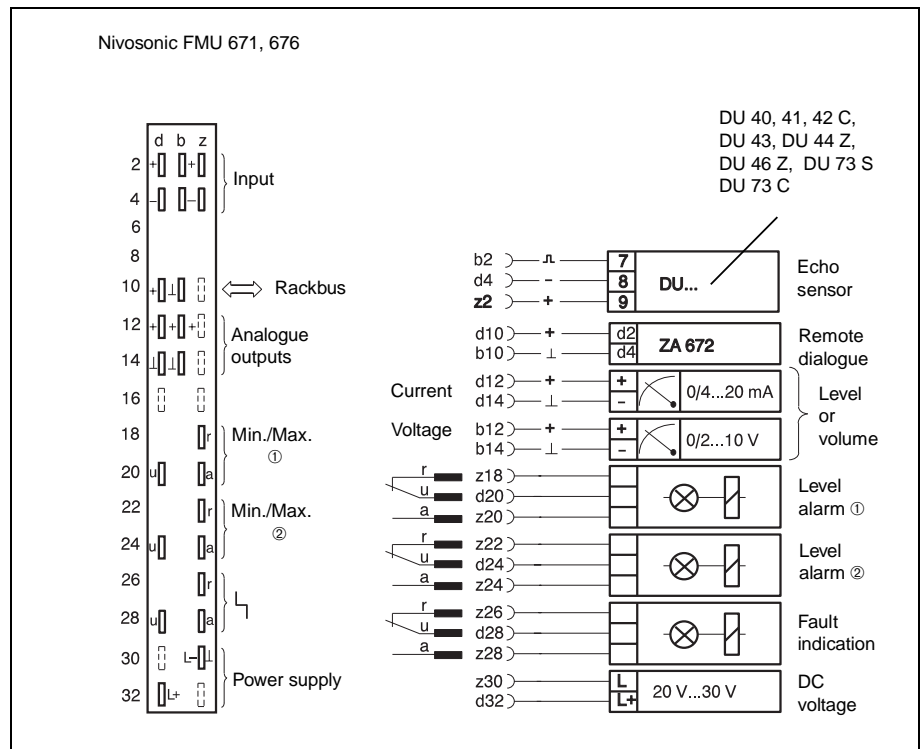 Nivosonic FMU 671, 676
DU 40, 41, 42 C,
DU 43, DU 44 Z,
DU 46 Z, DU 73 S
DU 73 C
d b z
2 + +
4 – –
Input
6
8
10 + ⊥
Rackbus
12 + + +
14 ⊥ ⊥
Analogue
outputs
16
18 r
20 u a
Min./Max.
①
22 r
24 u a
Min./Max.
②
26 r
28 u a
30 L– ⊥
32 L+
Power supply
b2 7
d4 – 8
z2 + 9
DU...
Echo
sensor
d10 + d2
b10 ⊥ d4
ZA 672
Remote
dialogue
Current
d12 + +
d14 ⊥ –
0/4...20 mA
Voltage
b12 + +
b14 ⊥ –
0/2...10 V
Level
or
volume
r z18
u d20
a z20
Level
alarm ①
r z22
u d24
a z24
Level
alarm ②
r z26
u d28
a z28
Fault
indication
z30 L
d32 L+
20 V...30 V
DC
voltage